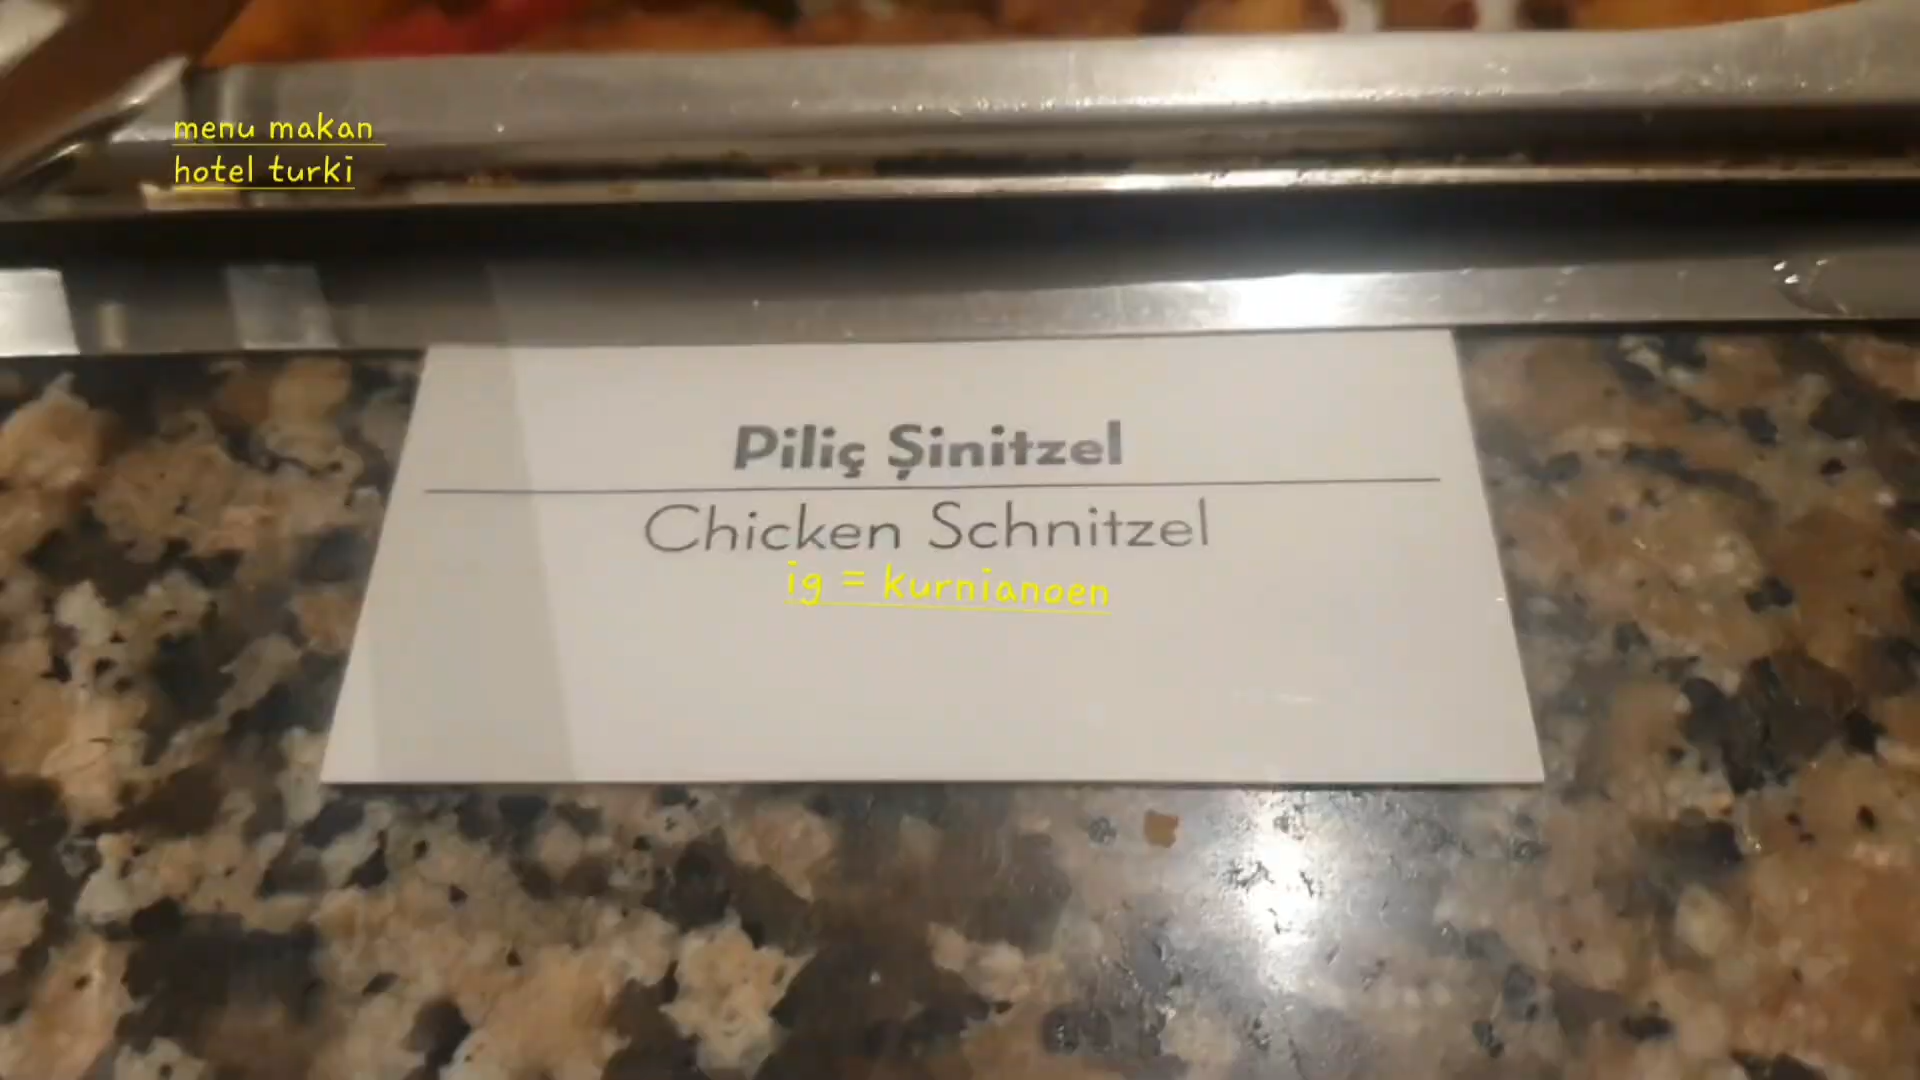 menu makan
hotel turki
Piliç Şinitzel
Chicken Schnitzel
ig = kurnianoen